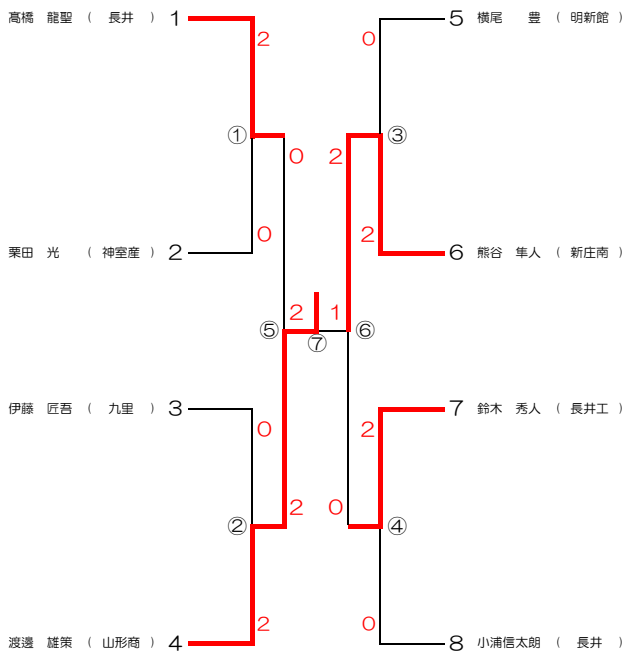 髙橋 龍聖 ( 長井 ) 1
5 横尾 豊 ( 明新館 )
2 0
① ③
0 2
0 2
栗田 光 ( 神室産 ) 2
6 熊谷 隼人 ( 新庄南 )
2 1
⑤ ⑦ ⑥
伊藤 匠吾 ( 九里 ) 3
7 鈴木 秀人 ( 長井工 )
0 2
2 0
② ④
2 0
渡邊 雄策 ( 山形商 ) 4
8 小浦信太朗 ( 長井 )